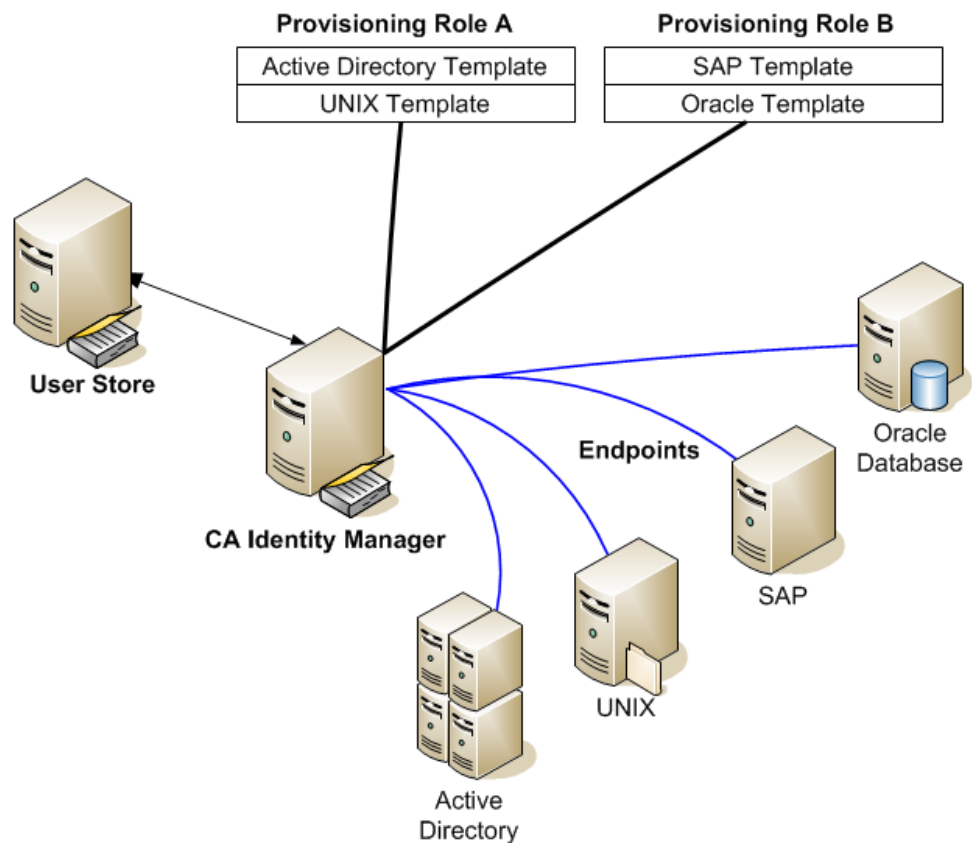 Provisioning Role A
Active Directory Template
UNIX Template
Provisioning Role B
SAP Template
Oracle Template
User Store
CA Identity Manager
Endpoints
Oracle
Database
SAP
UNIX
Active
Directory